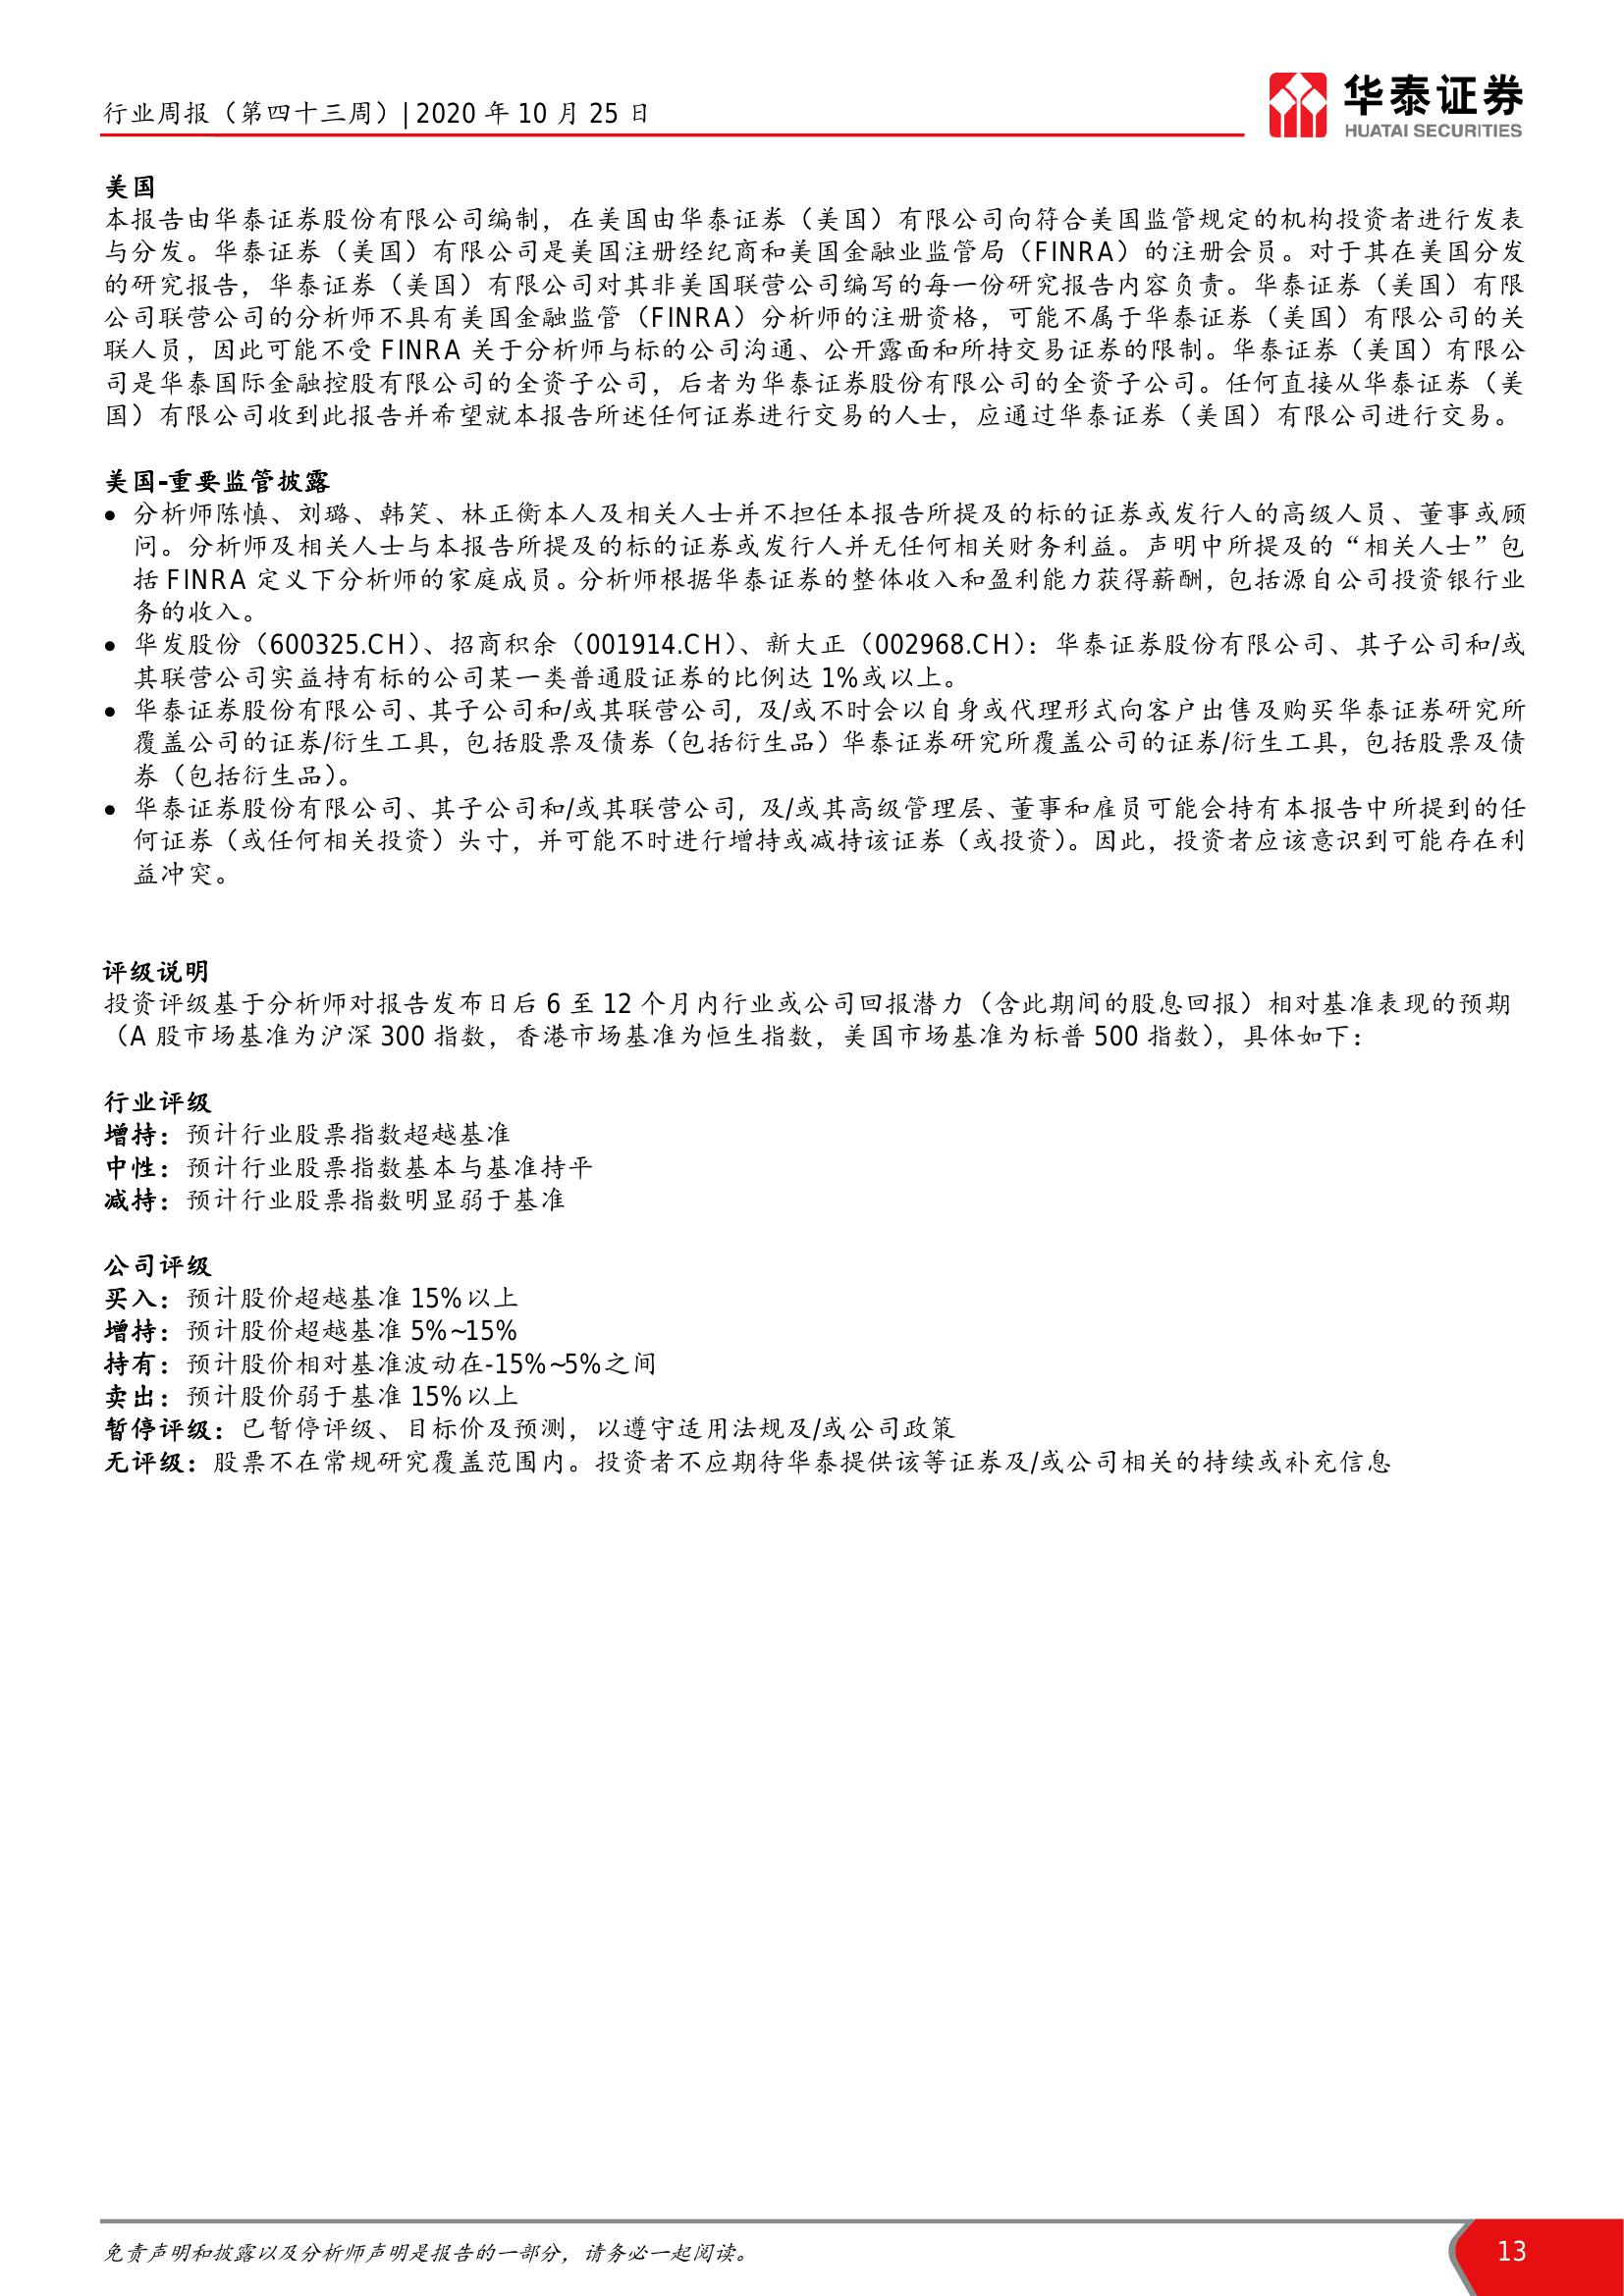 行业周报（第四十三周）| 2020 年 10 月 25 日
华泰证券
HUATAI SECURITIES
美国
本报告由华泰证券股份有限公司编制，在美国由华泰证券（美国）有限公司向符合美国监管规定的机构投资者进行发表
与分发。华泰证券（美国）有限公司是美国注册经纪商和美国金融业监管局（FINRA）的注册会员。对于其在美国分发
的研究报告，华泰证券（美国）有限公司对其非美国联营公司编写的每一份研究报告内容负责。华泰证券（美国）有限
公司联营公司的分析师不具有美国金融监管（FINRA）分析师的注册资格，可能不属于华泰证券（美国）有限公司的关
联人员，因此可能不受 FINRA 关于分析师与标的公司沟通、公开露面和所持交易证券的限制。华泰证券（美国）有限公
司是华泰国际金融控股有限公司的全资子公司，后者为华泰证券股份有限公司的全资子公司。任何直接从华泰证券（美
国）有限公司收到此报告并希望就本报告所述任何证券进行交易的人士，应通过华泰证券（美国）有限公司进行交易。
美国-重要监管披露
● 分析师陈慎、刘璐、韩笑、林正衡本人及相关人士并不担任本报告所提及的标的证券或发行人的高级人员、董事或顾
问。分析师及相关人士与本报告所提及的标的证券或发行人并无任何相关财务利益。声明中所提及的“相关人士”包
括 FINRA 定义下分析师的家庭成员。分析师根据华泰证券的整体收入和盈利能力获得薪酬，包括源自公司投资银行业
务的收入。
● 华发股份（600325.CH）、招商积余（001914.CH）、新大正（002968.CH）：华泰证券股份有限公司、其子公司和/或
其联营公司实益持有标的公司某一类普通股证券的比例达 1%或以上。
● 华泰证券股份有限公司、其子公司和/或其联营公司, 及/或不时会以自身或代理形式向客户出售及购买华泰证券研究所
覆盖公司的证券/衍生工具，包括股票及债券（包括衍生品）华泰证券研究所覆盖公司的证券/衍生工具，包括股票及债
券（包括衍生品）。
● 华泰证券股份有限公司、其子公司和/或其联营公司, 及/或其高级管理层、董事和雇员可能会持有本报告中所提到的任
何证券（或任何相关投资）头寸，并可能不时进行增持或减持该证券（或投资）。因此，投资者应该意识到可能存在利
益冲突。
评级说明
投资评级基于分析师对报告发布日后 6 至 12 个月内行业或公司回报潜力（含此期间的股息回报）相对基准表现的预期
（A 股市场基准为沪深 300 指数，香港市场基准为恒生指数，美国市场基准为标普 500 指数），具体如下：
行业评级
增持：预计行业股票指数超越基准
中性：预计行业股票指数基本与基准持平
减持：预计行业股票指数明显弱于基准
公司评级
买入：预计股价超越基准 15%以上
增持：预计股价超越基准 5%~15%
持有：预计股价相对基准波动在-15%~5%之间
卖出：预计股价弱于基准 15%以上
暂停评级：已暂停评级、目标价及预测，以遵守适用法规及/或公司政策
无评级：股票不在常规研究覆盖范围内。投资者不应期待华泰提供该等证券及/或公司相关的持续或补充信息
免责声明和披露以及分析师声明是报告的一部分，请务必一起阅读。
13